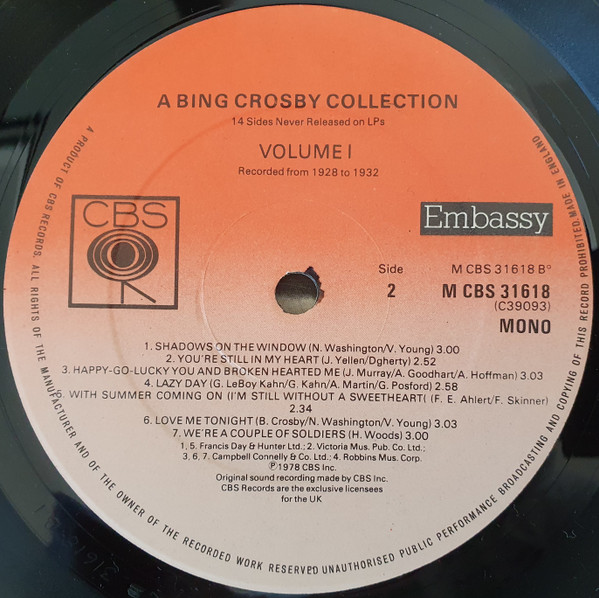 A BING CROSBY COLLECTION
14 Sides Never Released on LPs
VOLUME I
Recorded from 1928 to 1932
CBS
Embassy
Side
2
M CBS 31618 B°
M CBS 31618
(C39093)
MONO
1. SHADOWS ON THE WINDOW (N. Washington/V. Young) 3.00
2. YOU'RE STILL IN MY HEART (J. Yellen/Dgherty) 2.52
3. HAPPY-GO-LUCKY YOU AND BROKEN HEARTED ME (J. Murray/A. Goodhart/A. Hoffman) 3.03
4. LAZY DAY (G. LeBoy Kahn/G. Kahn/A. Martin/G. Posford) 2.58
5. WITH SUMMER COMING ON (I'M STILL WITHOUT A SWEETHEART( (F. E. Ahlert/F. Skinner)
2.34
6. LOVE ME TONIGHT (B. Crosby/N. Washington/V. Young) 3.03
7. WE'RE A COUPLE OF SOLDIERS (H. Woods) 3.00
1, 5. Francis Day & Hunter Ltd.; 2. Victoria Mus. Pub. Co. Ltd.;
3, 6, 7. Campbell Connelly & Co. Ltd.; 4. Robbins Mus. Corp.
℗1978 CBS Inc.
Original sound recording made by CBS Inc.
CBS Records are the exclusive licensees
for the UK
A PRODUCT OF CBS RECORDS. ALL RIGHTS OF THE MANUFACTURER AND OF THE OWNER OF THE RECORDED WORK RESERVED UNAUTHORISED PUBLIC PERFORMANCE BROADCASTING AND COPYING OF THIS RECORD PROHIBITED. MADE IN ENGLAND